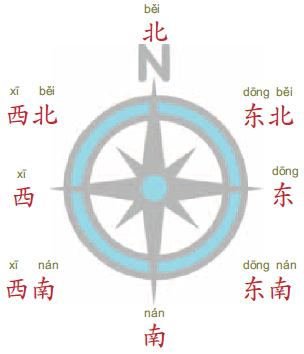 běi
北
N
xī běi
西北
dōng běi
东北
xī
西
dōng
东
xī nán
西南
dōng nán
东南
nán
南